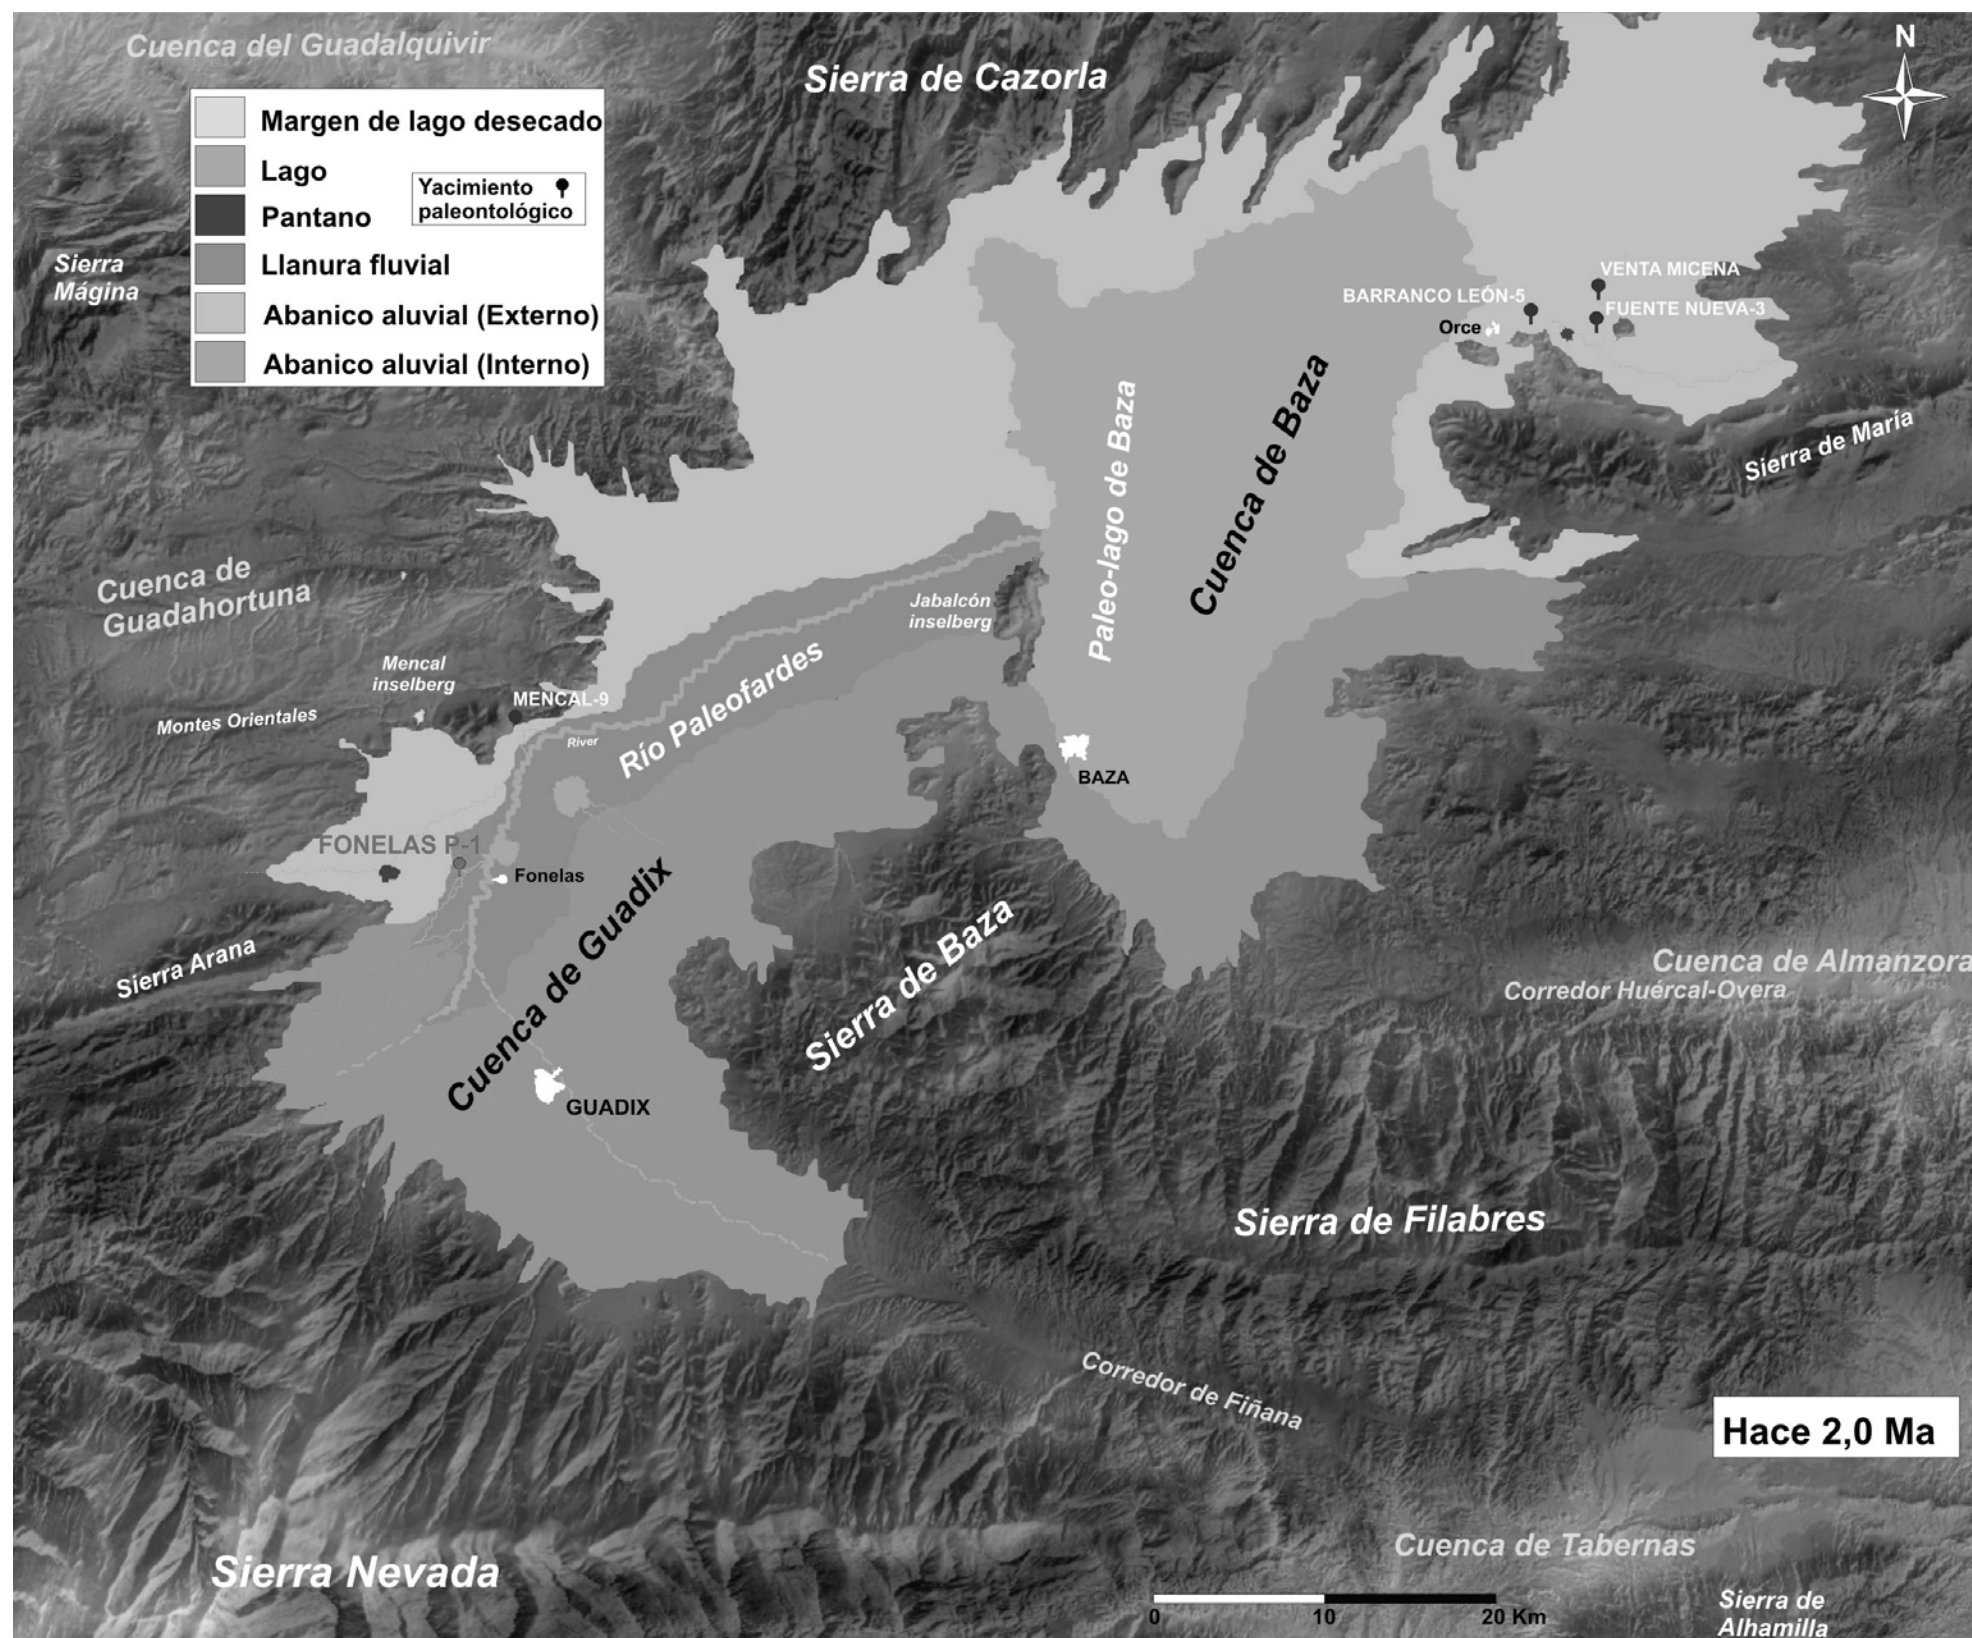 Cuenca del Guadalquivir
Sierra de Cazorla
N
Margen de lago desecado
Lago
Pantano
Llanura fluvial
Abanico aluvial (Externo)
Abanico aluvial (Interno)
Yacimiento
paleontológico
Sierra
Mágina
VENTA MICENA
BARRANCO LEÓN-5
FUENTE NUEVA-3
Orce
Sierra de María
Paleo-lago de Baza
Cuenca de Baza
Cuenca de
Guadahortuna
Jabalcón
inselberg
Mencal
inselberg
MENCAL-9
Montes Orientales
River
Río Paleofardes
BAZA
FONELAS P-1
Fonelas
Cuenca de Guadix
Sierra de Baza
Sierra Arana
Cuenca de Almanzora
Corredor Huércal-Overa
GUADIX
Sierra de Filabres
Corredor de Fiñana
Hace 2,0 Ma
Sierra Nevada
Cuenca de Tabernas
0 10 20 Km
Sierra de
Alhamilla